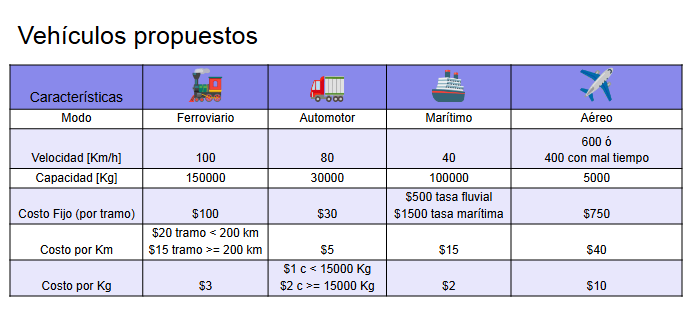 Vehículos propuestos
Características
Modo Ferroviario Automotor Marítimo Aéreo
600 ó
Velocidad [Km/h] 100 80 40 400 con mal tiempo
Capacidad [Kg] 150000 30000 100000 5000
$500 tasa fluvial
Costo Fijo (por tramo) $100 $30 $1500 tasa marítima $750
$20 tramo < 200 km
Costo por Km $15 tramo >= 200 km $5 $15 $40
$1 c < 15000 Kg
Costo por Kg $3 $2 c >= 15000 Kg $2 $10